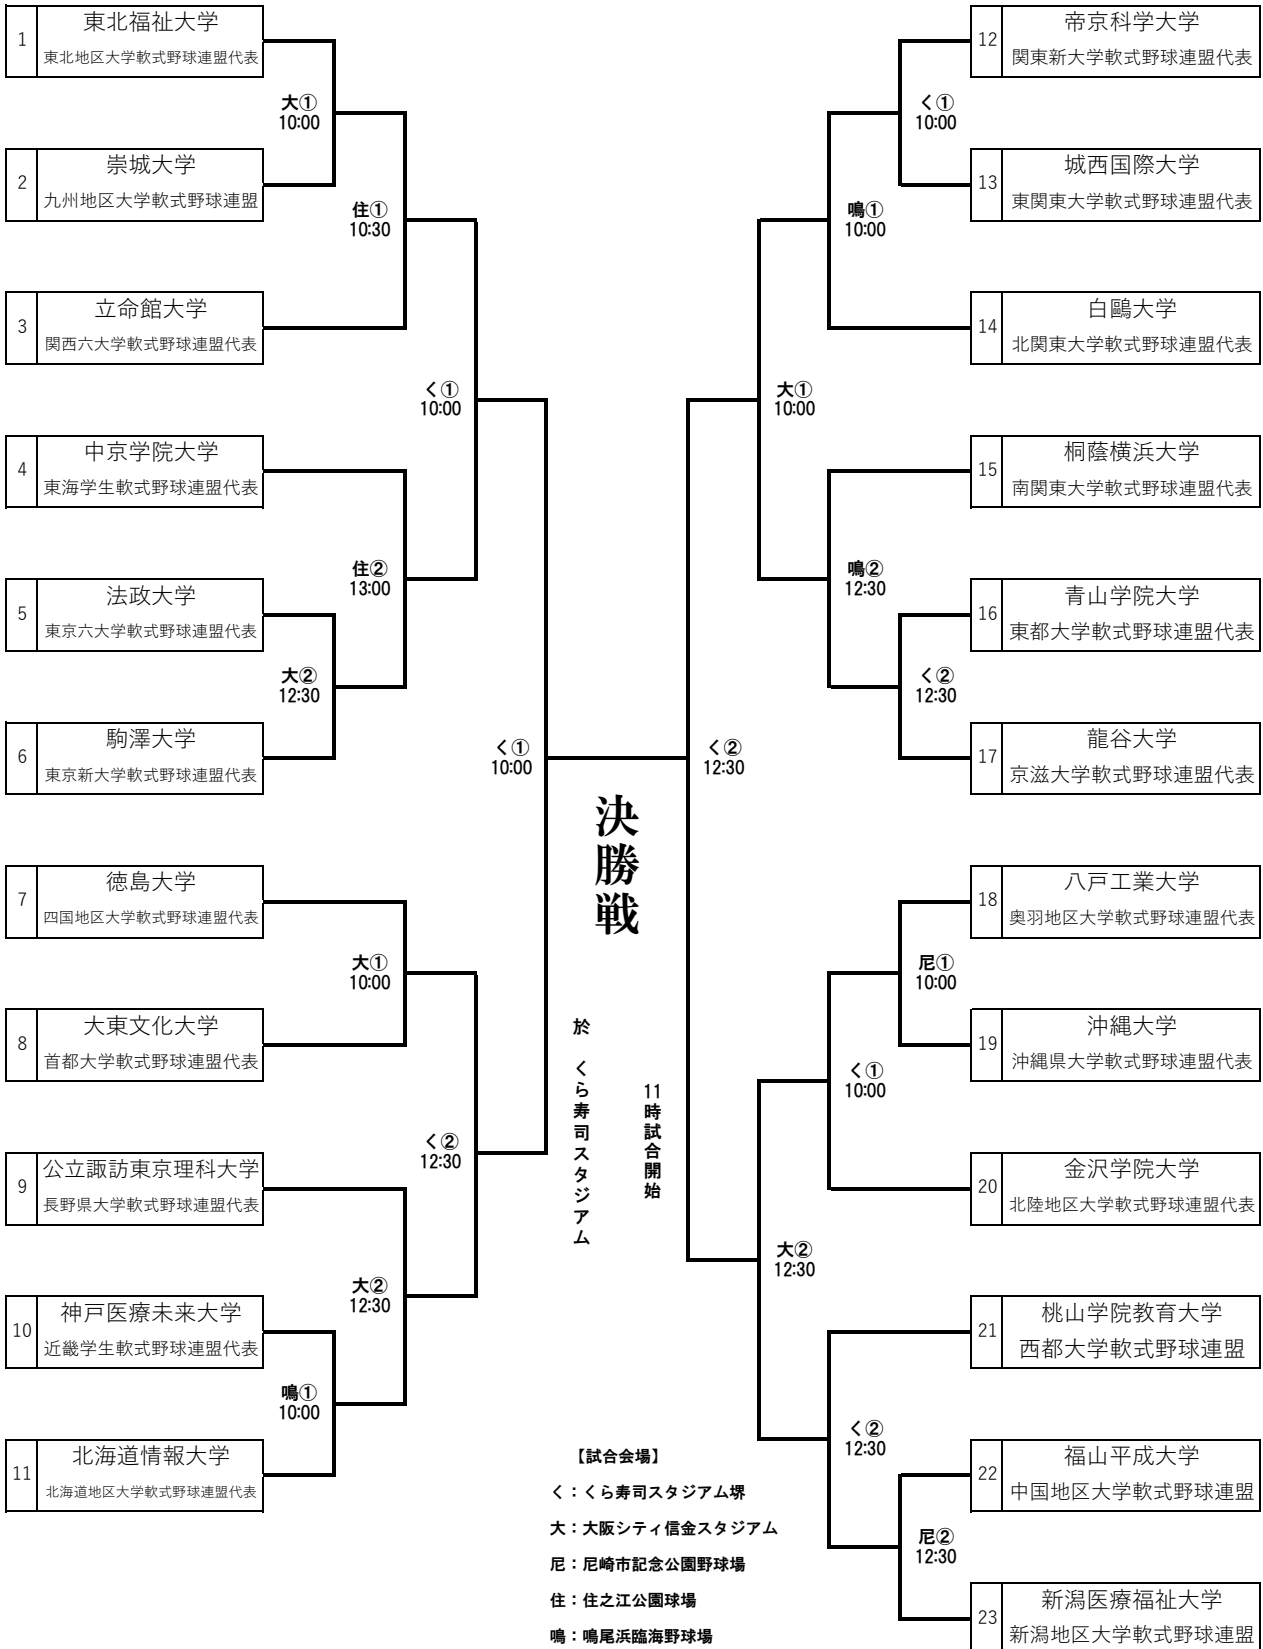 1
東北福祉大学
東北地区大学軟式野球連盟代表
大①
10:00
2
崇城大学
九州地区大学軟式野球連盟
住①
10:30
3
立命館大学
関西六大学軟式野球連盟代表
く①
10:00
4
中京学院大学
東海学生軟式野球連盟代表
住②
13:00
5
法政大学
東京六大学軟式野球連盟代表
大②
12:30
6
駒澤大学
東京新大学軟式野球連盟代表
く①
10:00
7
徳島大学
四国地区大学軟式野球連盟代表
大①
10:00
8
大東文化大学
首都大学軟式野球連盟代表
く②
12:30
9
公立諏訪東京理科大学
長野県大学軟式野球連盟代表
大②
12:30
10
神戸医療未来大学
近畿学生軟式野球連盟代表
鳴①
10:00
11
北海道情報大学
北海道地区大学軟式野球連盟代表
決勝戦
11時試合開始
於 くら寿司スタジアム
12
帝京科学大学
関東新大学軟式野球連盟代表
く①
10:00
13
城西国際大学
東関東大学軟式野球連盟代表
鳴①
10:00
14
白鷗大学
北関東大学軟式野球連盟代表
大①
10:00
15
桐蔭横浜大学
南関東大学軟式野球連盟代表
鳴②
12:30
16
青山学院大学
東都大学軟式野球連盟代表
く②
12:30
17
龍谷大学
京滋大学軟式野球連盟代表
く②
12:30
18
八戸工業大学
奥羽地区大学軟式野球連盟代表
尼①
10:00
19
沖縄大学
沖縄県大学軟式野球連盟代表
く①
10:00
20
金沢学院大学
北陸地区大学軟式野球連盟代表
大②
12:30
21
桃山学院教育大学
西都大学軟式野球連盟
く②
12:30
22
福山平成大学
中国地区大学軟式野球連盟
尼②
12:30
23
新潟医療福祉大学
新潟地区大学軟式野球連盟
【試合会場】
く：くら寿司スタジアム堺
大：大阪シティ信金スタジアム
尼：尼崎市記念公園野球場
住：住之江公園球場
鳴：鳴尾浜臨海野球場